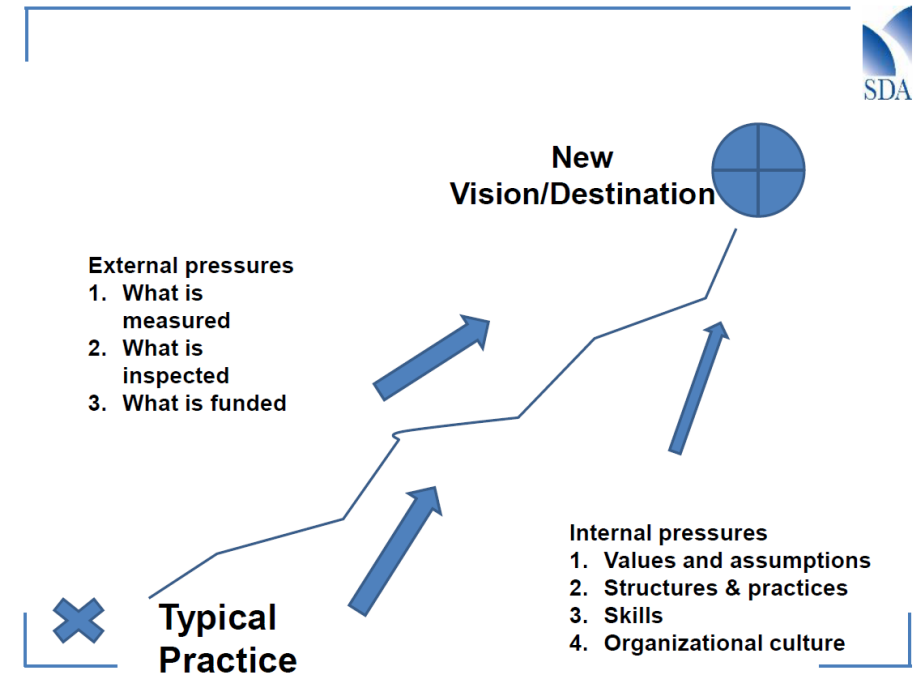 SDA
New
Vision/Destination
External pressures
1. What is
measured
2. What is
inspected
3. What is funded
Internal pressures
1. Values and assumptions
2. Structures & practices
3. Skills
4. Organizational culture
Typical
Practice